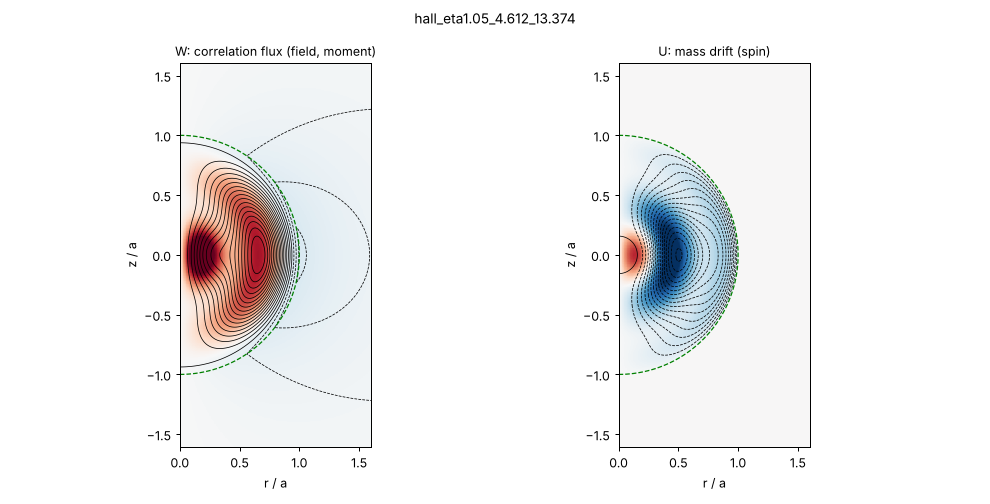 hall_eta1.05_4.612_13.374
W: correlation flux (field, moment)
1.5
1.0
0.5
0.0
−0.5
−1.0
−1.5
z / a
0.0 0.5 1.0 1.5
r / a
U: mass drift (spin)
1.5
1.0
0.5
0.0
−0.5
−1.0
−1.5
z / a
0.0 0.5 1.0 1.5
r / a